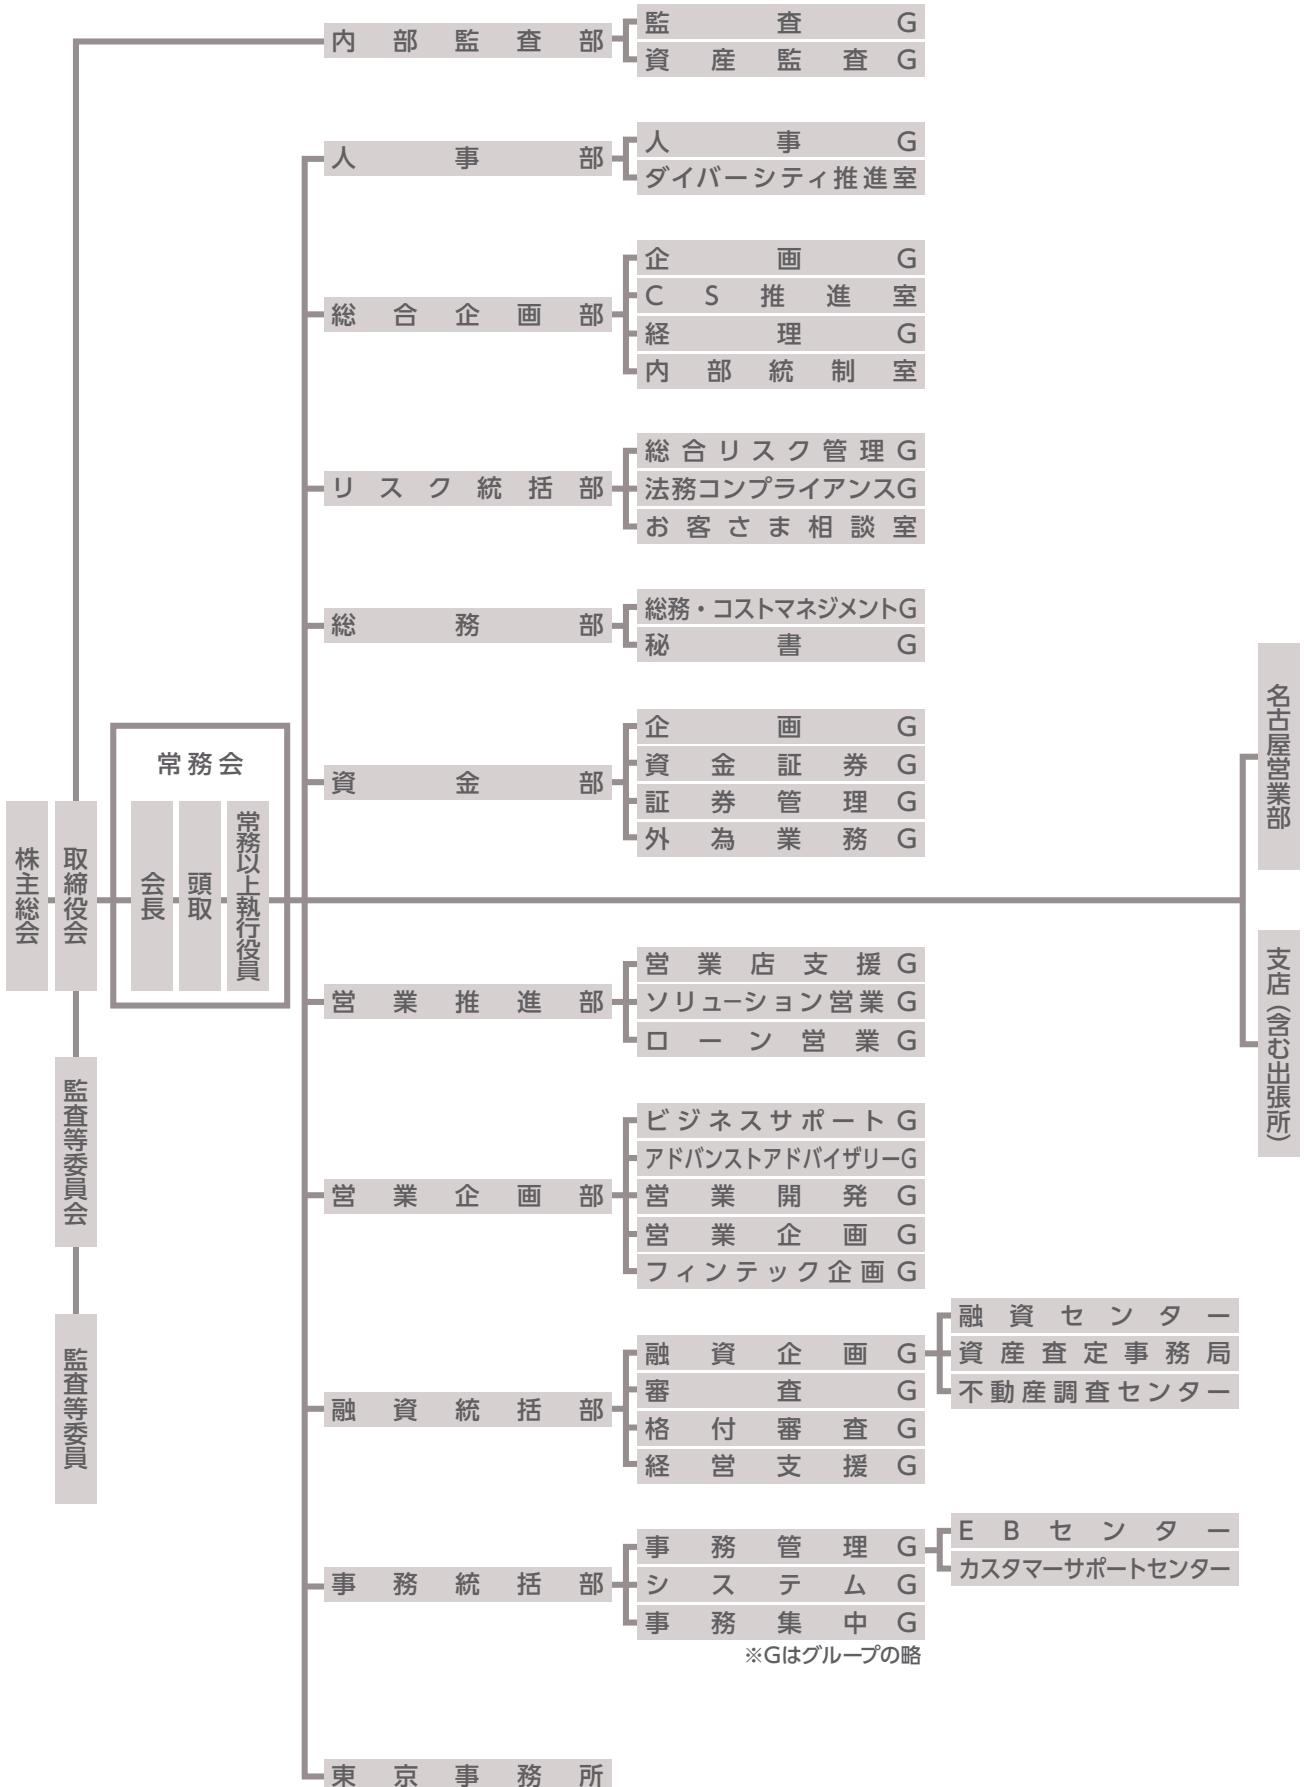 株主総会
取締役会
監査等委員会
監査等委員
常務会
会長
頭取
常務以上執行役員
内部監査部
監査G
資産監査G
人事部
人事G
ダイバーシティ推進室
総合企画部
企画G
CS推進室
経理G
内部統制室
リスク統括部
総合リスク管理G
法務コンプライアンスG
お客さま相談室
総務部
総務・コストマネジメントG
秘書G
資金部
企画G
資金証券G
証券管理G
外為業務G
営業推進部
営業店支援G
ソリューション営業G
ローン営業G
営業企画部
ビジネスサポートG
アドバンストアドバイザリーG
営業開発G
営業企画G
フィンテック企画G
融資統括部
融資企画G
融資センター
資産査定事務局
不動産調査センター
審査G
格付審査G
経営支援G
事務統括部
事務管理G
EBセンター
カスタマーサポートセンター
システムG
事務集中G
※Gはグループの略
東京事務所
名古屋営業部
支店（含む出張所）